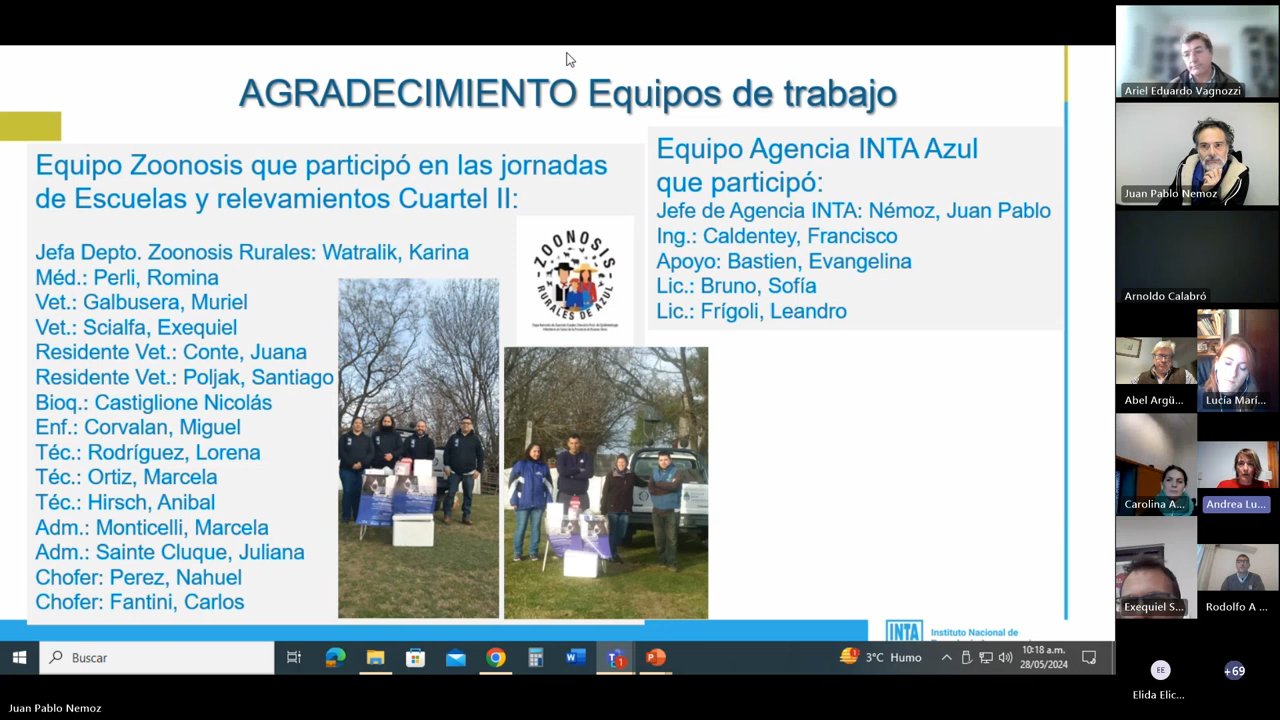 AGRADECIMIENTO Equipos de trabajo
Equipo Zoonosis que participó en las jornadas
de Escuelas y relevamientos Cuartel II:
Jefa Depto. Zoonosis Rurales: Watralik, Karina
Méd.: Perli, Romina
Vet.: Galbusera, Muriel
Vet.: Scialfa, Exequiel
Residente Vet.: Conte, Juana
Residente Vet.: Poljak, Santiago
Bioq.: Castiglione Nicolás
Enf.: Corvalan, Miguel
Téc.: Rodríguez, Lorena
Téc.: Ortiz, Marcela
Téc.: Hirsch, Anibal
Adm.: Monticelli, Marcela
Adm.: Sainte Cluque, Juliana
Chofer: Perez, Nahuel
Chofer: Fantini, Carlos
ZOONOSIS
RURALES DE AZUL
Equipo Agencia INTA Azul
que participó:
Jefe de Agencia INTA: Némoz, Juan Pablo
Ing.: Caldentey, Francisco
Apoyo: Bastien, Evangelina
Lic.: Bruno, Sofía
Lic.: Frígoli, Leandro
INTA
Instituto Nacional de
Buscar
1
3°C Humo
10:18 a.m.
28/05/2024
Juan Pablo Nemoz
Ariel Eduardo Vagnozzi
Juan Pablo Nemoz
Arnoldo Calabró
Abel Argü...
Lucía Marí...
Carolina A...
Andrea Lu...
Exequiel S...
Rodolfo A ...
EE
+69
Elida Elic...